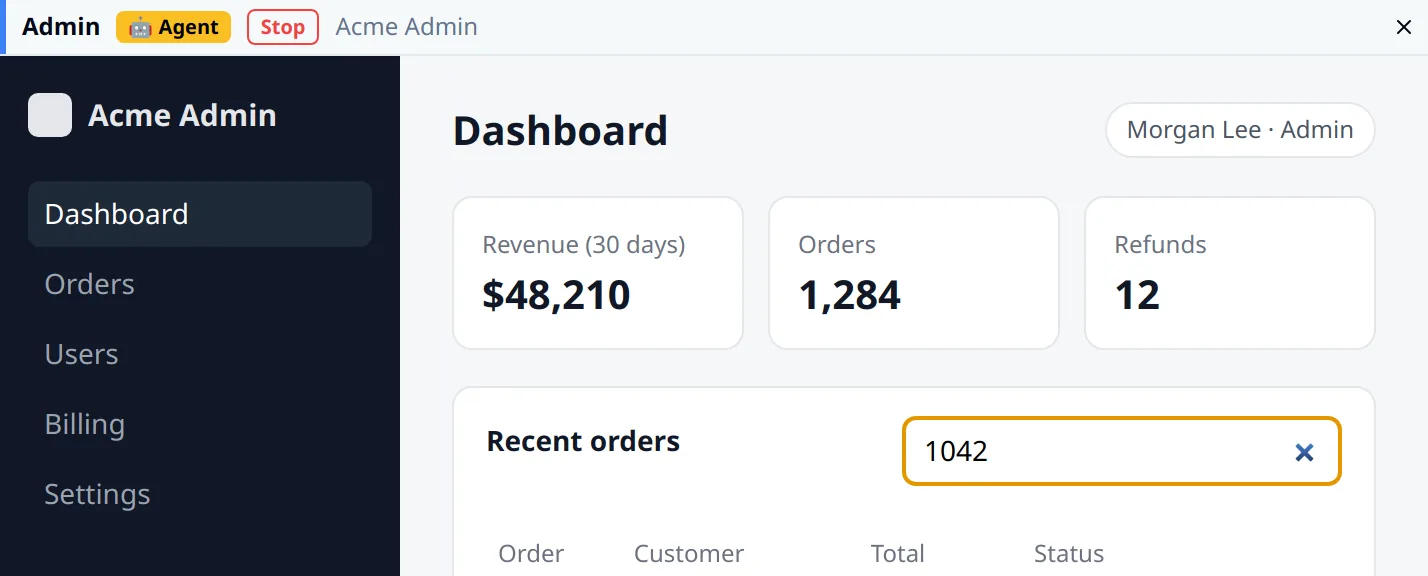 Admin 🤖 Agent Stop Acme Admin
Acme Admin
Dashboard
Orders
Users
Billing
Settings
Dashboard
Morgan Lee · Admin
Revenue (30 days)
$48,210
Orders
1,284
Refunds
12
Recent orders
1042
Order Customer Total Status